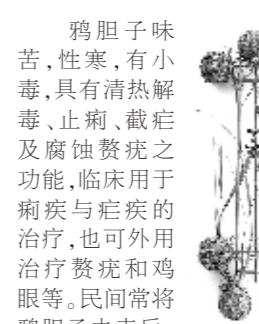 鸦胆子味
苦,性寒,有小
毒,具有清热解
毒、止痢、截疟
及腐蚀赘疣之
功能,临床用于
痢疾与疟疾的
治疗,也可外用
治疗赘疣和鸡
眼等。民间常将